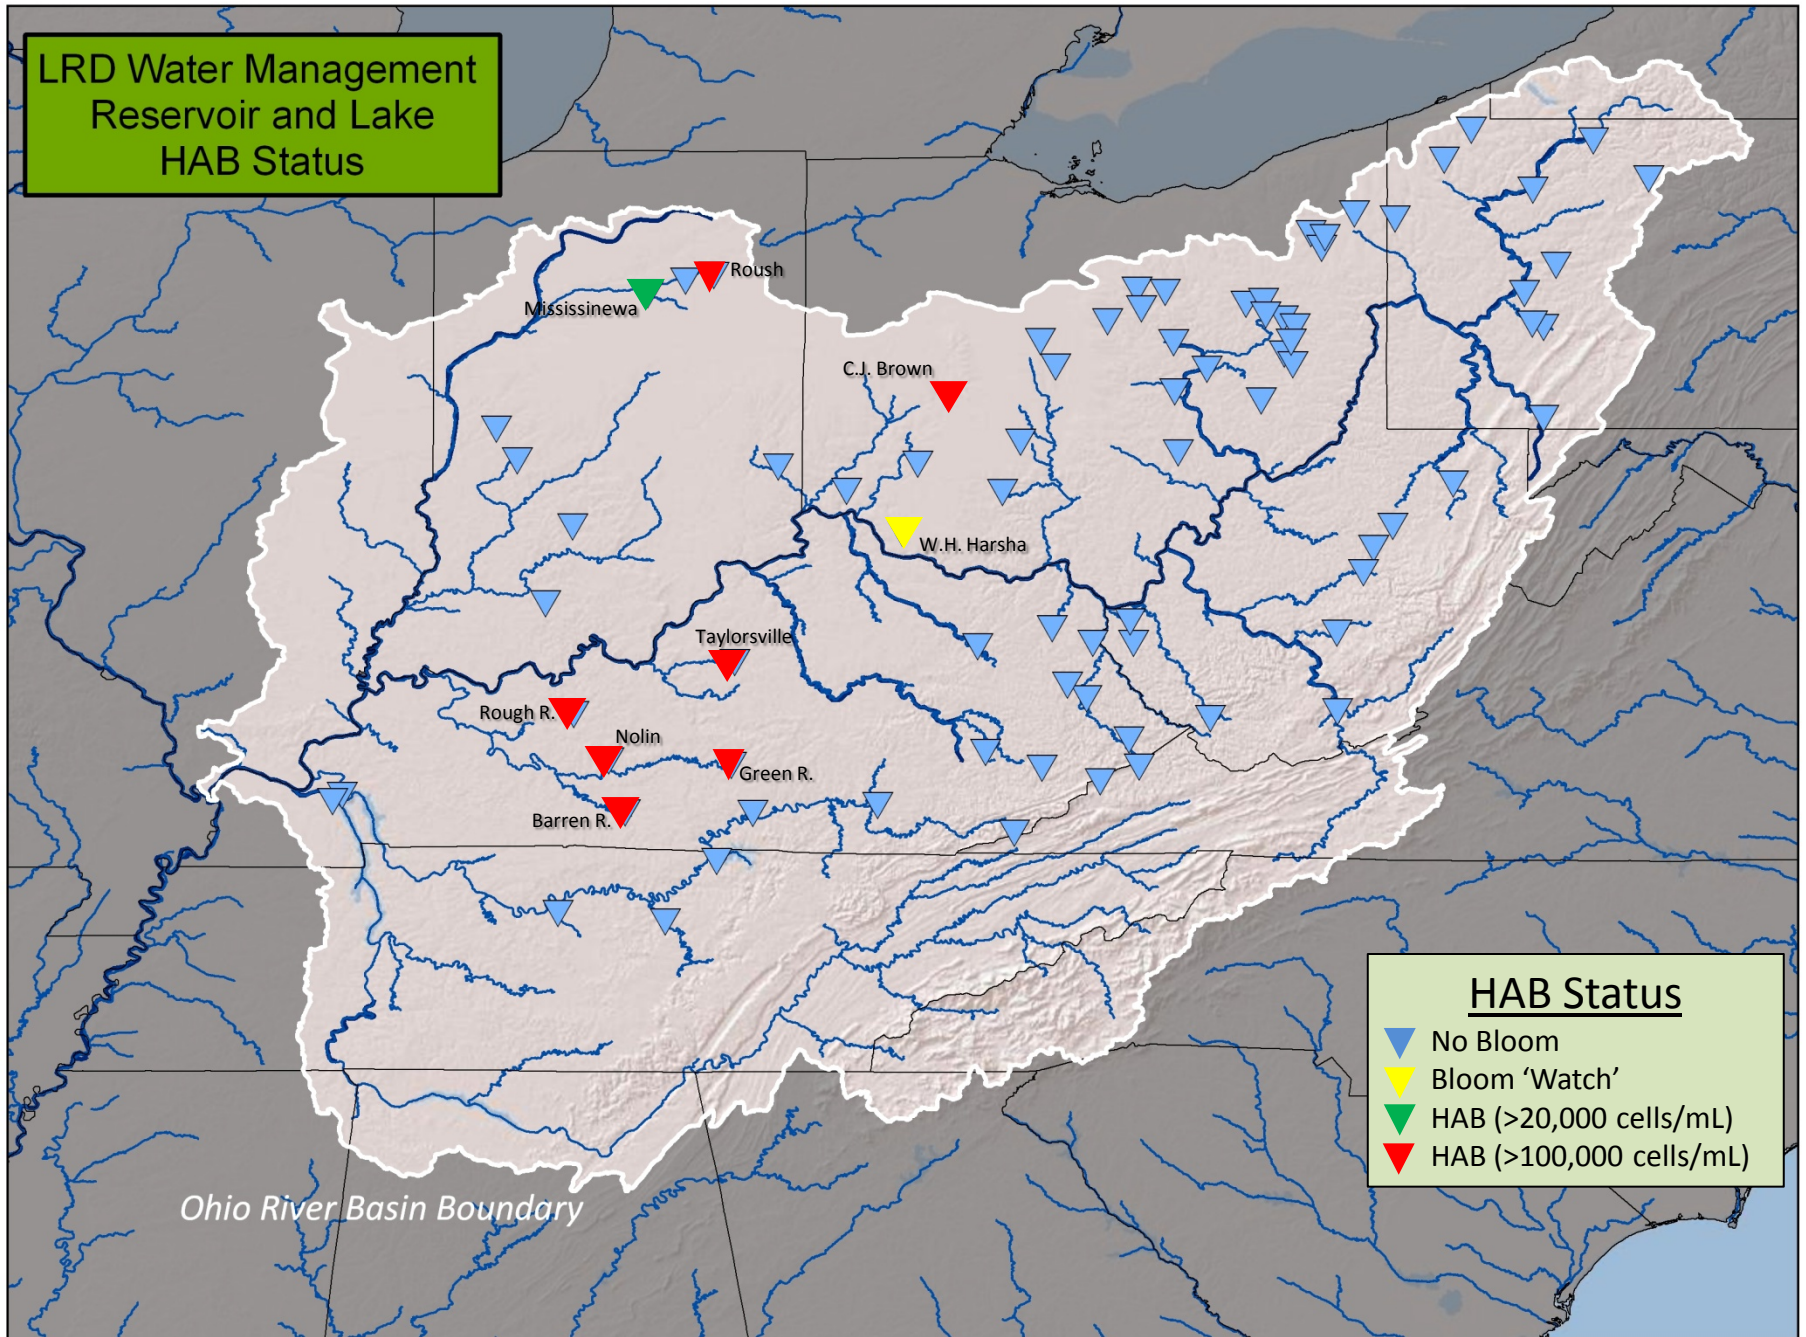 LRD Water Management
Reservoir and Lake
HAB Status
Roush
Mississinewa
C.J. Brown
W.H. Harsha
Taylorsville
Rough R.
Nolin
Green R.
Barren R.
HAB Status
No Bloom
Bloom ‘Watch’
HAB (>20,000 cells/mL)
HAB (>100,000 cells/mL)
Ohio River Basin Boundary